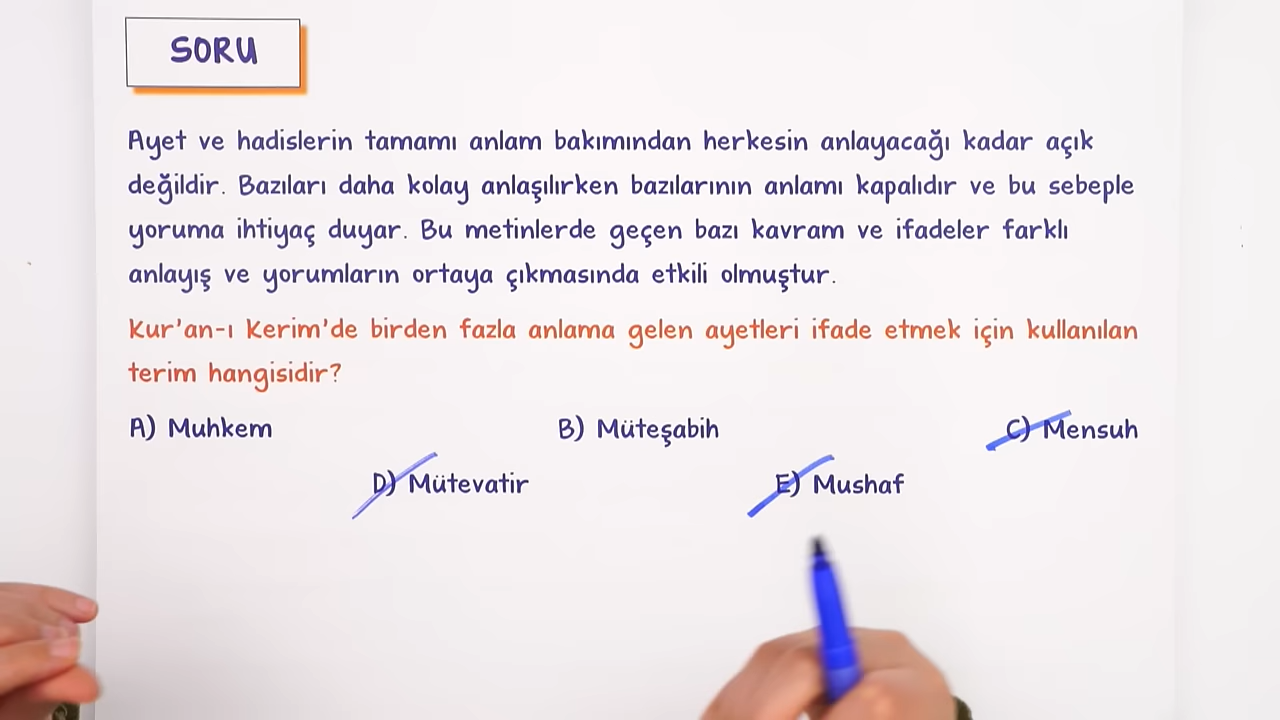 SORU
Ayet ve hadislerin tamamı anlam bakımından herkesin anlayacağı kadar açık
değildir. Bazıları daha kolay anlaşılırken bazılarının anlamı kapalıdır ve bu sebeple
yoruma ihtiyaç duyar. Bu metinlerde geçen bazı kavram ve ifadeler farklı
anlayış ve yorumların ortaya çıkmasında etkili olmuştur.
Kur'an-ı Kerim'de birden fazla anlama gelen ayetleri ifade etmek için kullanılan
terim hangisidir?
A) Muhkem B) Müteşabih C) Mensuh
D) Mütevatir E) Mushaf